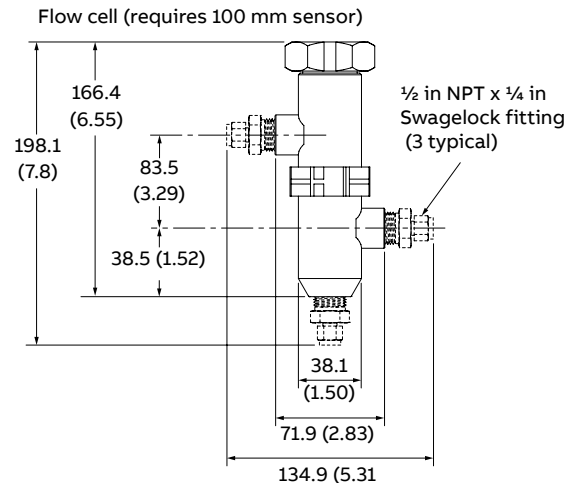 Flow cell (requires 100 mm sensor)
166.4
(6.55)
198.1
(7.8)
83.5
(3.29)
38.5 (1.52)
½ in NPT x ¼ in
Swagelock fitting
(3 typical)
38.1
(1.50)
71.9 (2.83)
134.9 (5.31